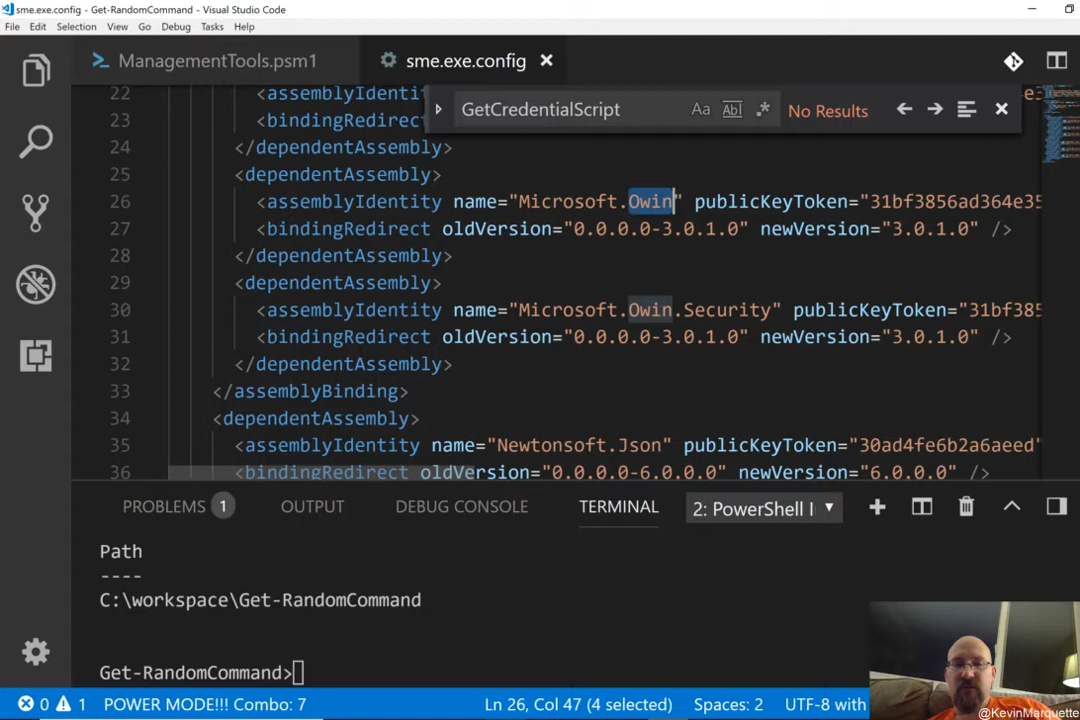 sme.exe.config - Get-RandomCommand - Visual Studio Code
File Edit Selection View Go Debug Tasks Help
ManagementTools.psm1 sme.exe.config
GetCredentialScript Aa Abl .* No Results
22 <assemblyIdenti
23 <bindingRedirec
24 </dependentAssembly>
25 <dependentAssembly>
26 <assemblyIdentity name="Microsoft.Owin" publicKeyToken="31bf3856ad364e35
27 <bindingRedirect oldVersion="0.0.0.0-3.0.1.0" newVersion="3.0.1.0" />
28 </dependentAssembly>
29 <dependentAssembly>
30 <assemblyIdentity name="Microsoft.Owin.Security" publicKeyToken="31bf385
31 <bindingRedirect oldVersion="0.0.0.0-3.0.1.0" newVersion="3.0.1.0" />
32 </dependentAssembly>
33 </assemblyBinding>
34 <dependentAssembly>
35 <assemblyIdentity name="Newtonsoft.Json" publicKeyToken="30ad4fe6b2a6aeed"
36 <bindingRedirect oldVersion="0.0.0.0-6.0.0.0" newVersion="6.0.0.0" />
PROBLEMS 1 OUTPUT DEBUG CONSOLE TERMINAL 2: PowerShell I
Path
----
C:\workspace\Get-RandomCommand
Get-RandomCommand>
0 1 POWER MODE!!! Combo: 7 Ln 26, Col 47 (4 selected) Spaces: 2 UTF-8 with
@KevinMarquette